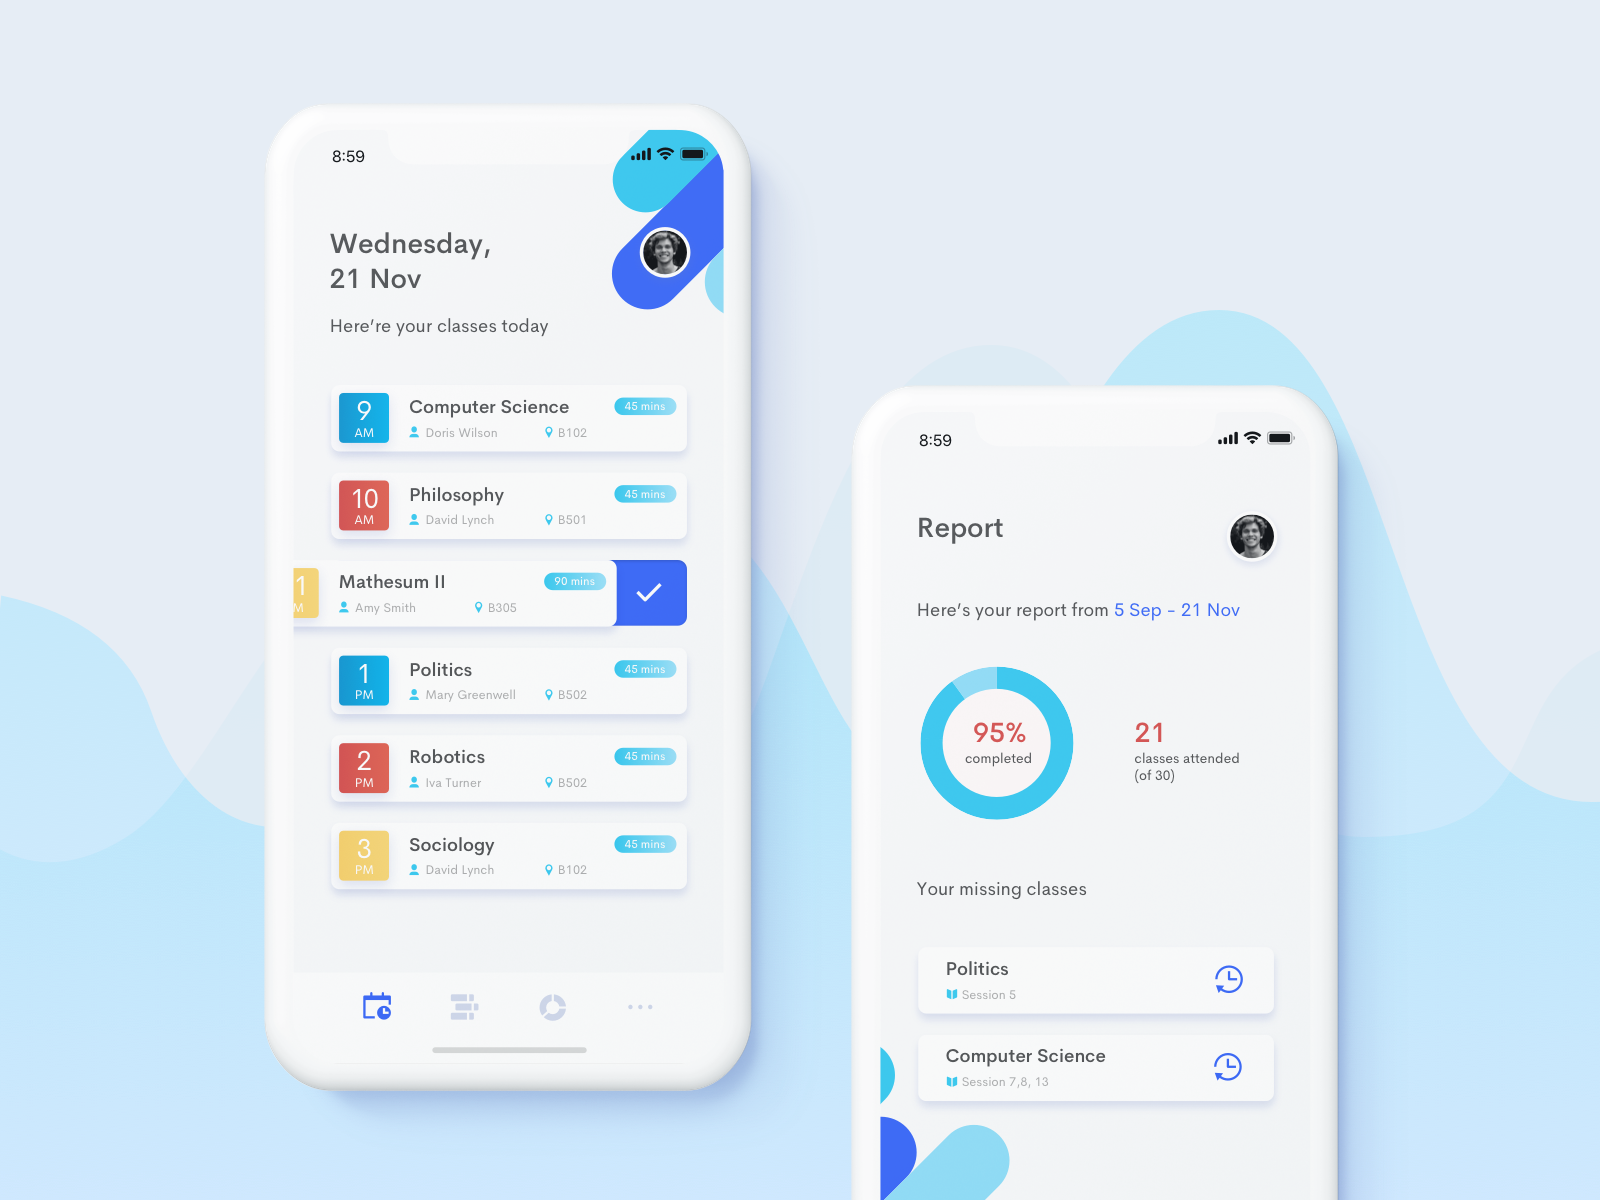 8:59
Wednesday,
21 Nov
Here're your classes today
9
AM
Computer Science
45 mins
Doris Wilson
B102
10
AM
Philosophy
45 mins
David Lynch
B501
1
M
Mathesum II
90 mins
Amy Smith
B305
1
PM
Politics
45 mins
Mary Greenwell
B502
2
PM
Robotics
45 mins
Iva Turner
B502
3
PM
Sociology
45 mins
David Lynch
B102
8:59
Report
Here's your report from 5 Sep - 21 Nov
95%
completed
21
classes attended
(of 30)
Your missing classes
Politics
Session 5
Computer Science
Session 7,8, 13